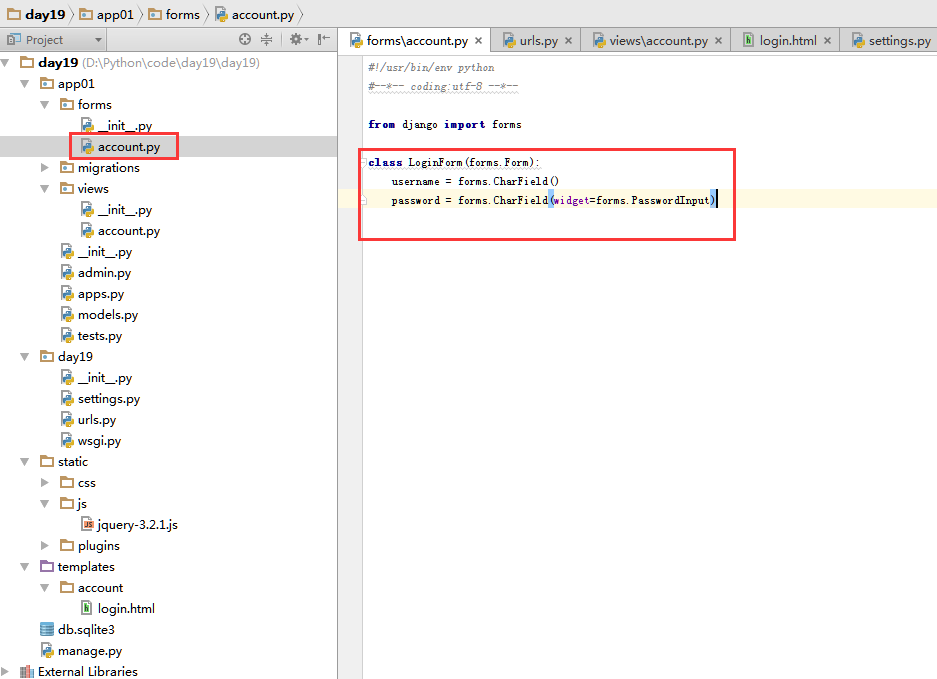 day19 app01 forms account.py
Project
forms\account.py urls.py views\account.py login.html settings.py
day19 (D:\Python\code\day19\day19)
app01
forms
__init__.py
account.py
migrations
views
__init__.py
account.py
__init__.py
admin.py
apps.py
models.py
tests.py
day19
__init__.py
settings.py
urls.py
wsgi.py
static
css
js
jquery-3.2.1.js
plugins
templates
account
login.html
db.sqlite3
manage.py
External Libraries
#!/usr/bin/env python
#--*-- coding:utf-8 --*--
from django import forms
class LoginForm(forms.Form):
username = forms.CharField()
password = forms.CharField(widget=forms.PasswordInput)